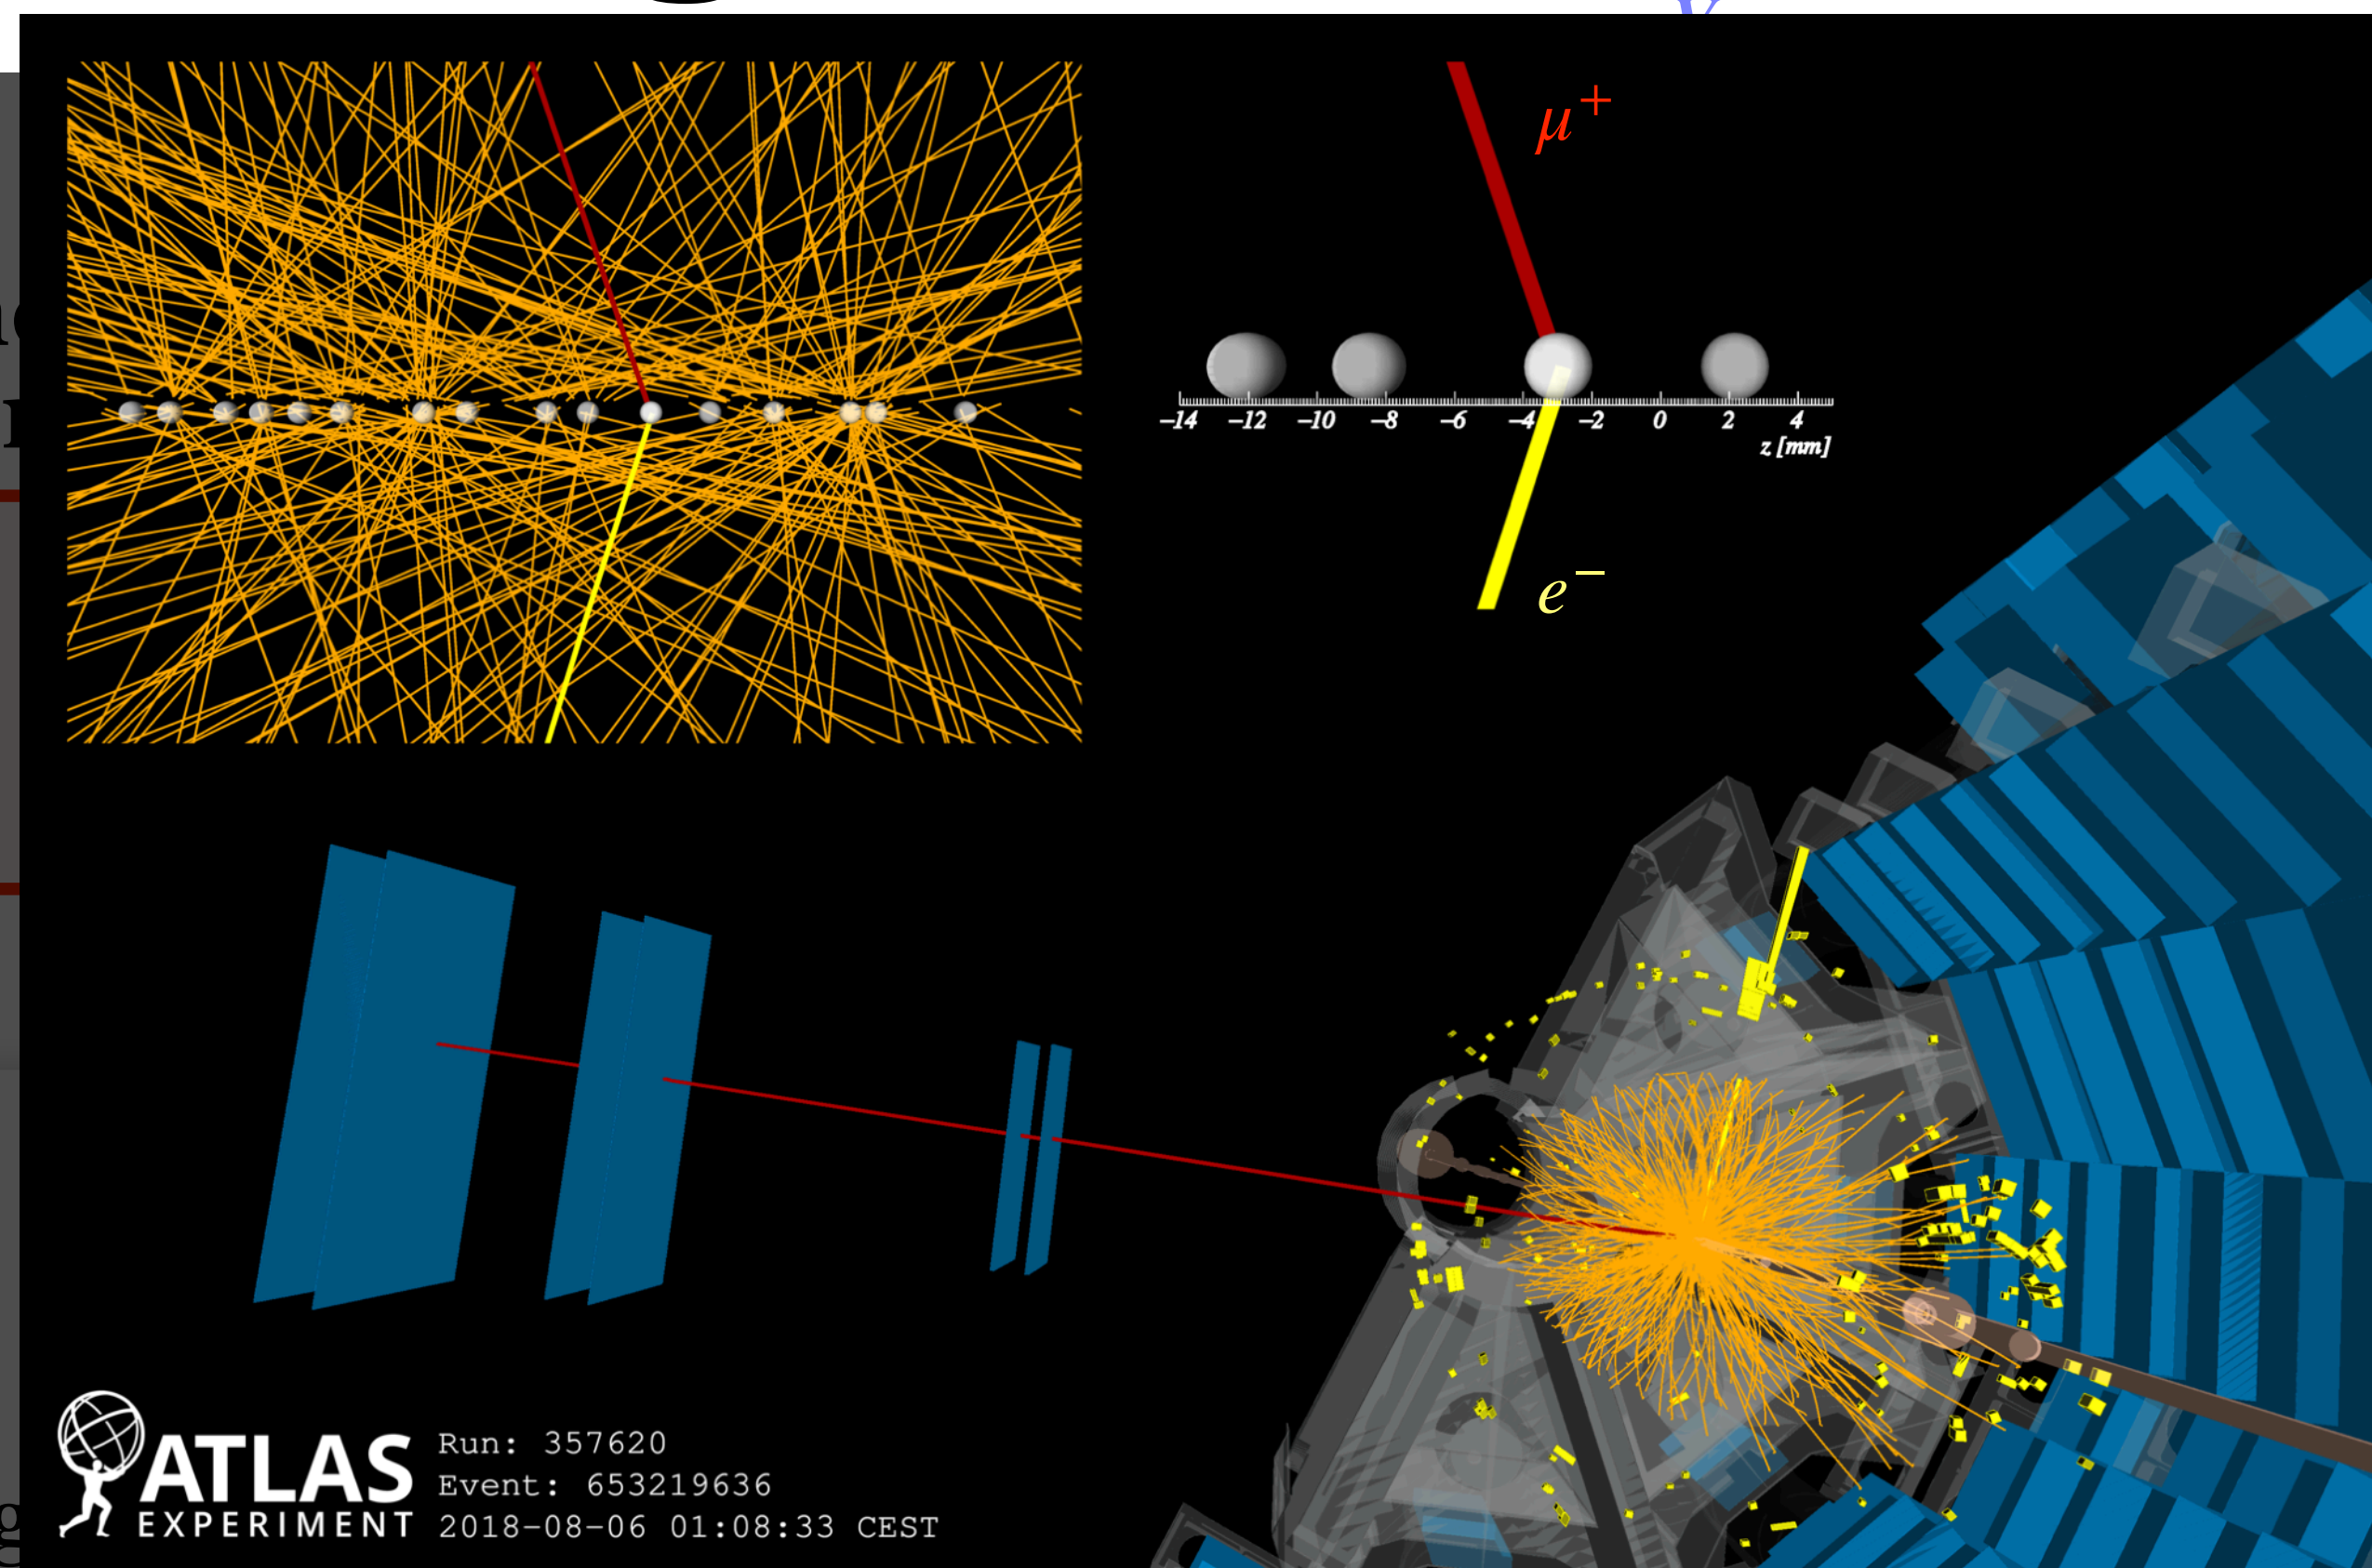 μ⁺
−14 −12 −10 −8 −6 −4 −2 0 2 4
z [mm]
e⁻
ATLAS
EXPERIMENT
Run: 357620
Event: 653219636
2018-08-06 01:08:33 CEST